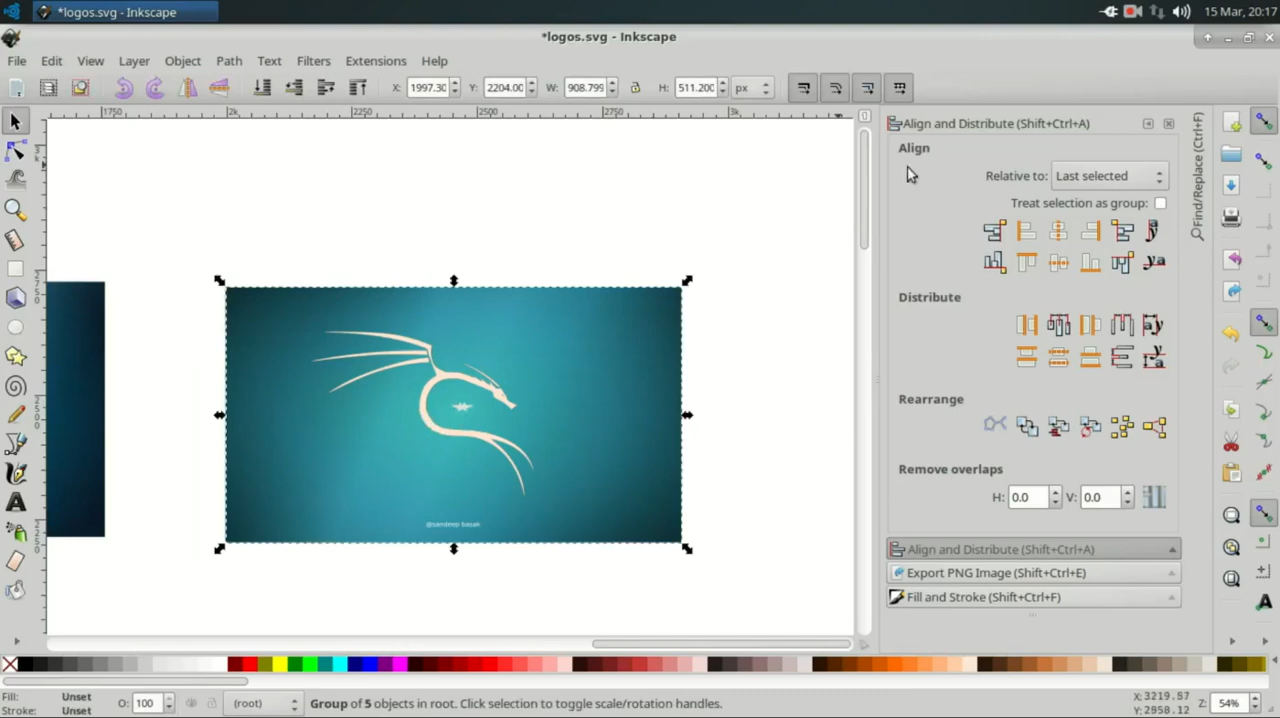 *logos.svg - Inkscape
15 Mar, 20:17
*logos.svg - Inkscape
File Edit View Layer Object Path Text Filters Extensions Help
X: 1997.30 Y: 2204.00 W: 908.799 H: 511.200 px
1750 2k 2250 2500 2750 3k
Align and Distribute (Shift+Ctrl+A)
Find/Replace (Ctrl+F)
Align
Relative to: Last selected
Treat selection as group:
Distribute
Rearrange
Remove overlaps
H: 0.0 V: 0.0
@sandeep basak
Align and Distribute (Shift+Ctrl+A)
Export PNG Image (Shift+Ctrl+E)
Fill and Stroke (Shift+Ctrl+F)
Fill: Unset
Stroke: Unset
O: 100
(root)
Group of 5 objects in root. Click selection to toggle scale/rotation handles.
X: 3219.57
Y: 2958.12
Z: 54%